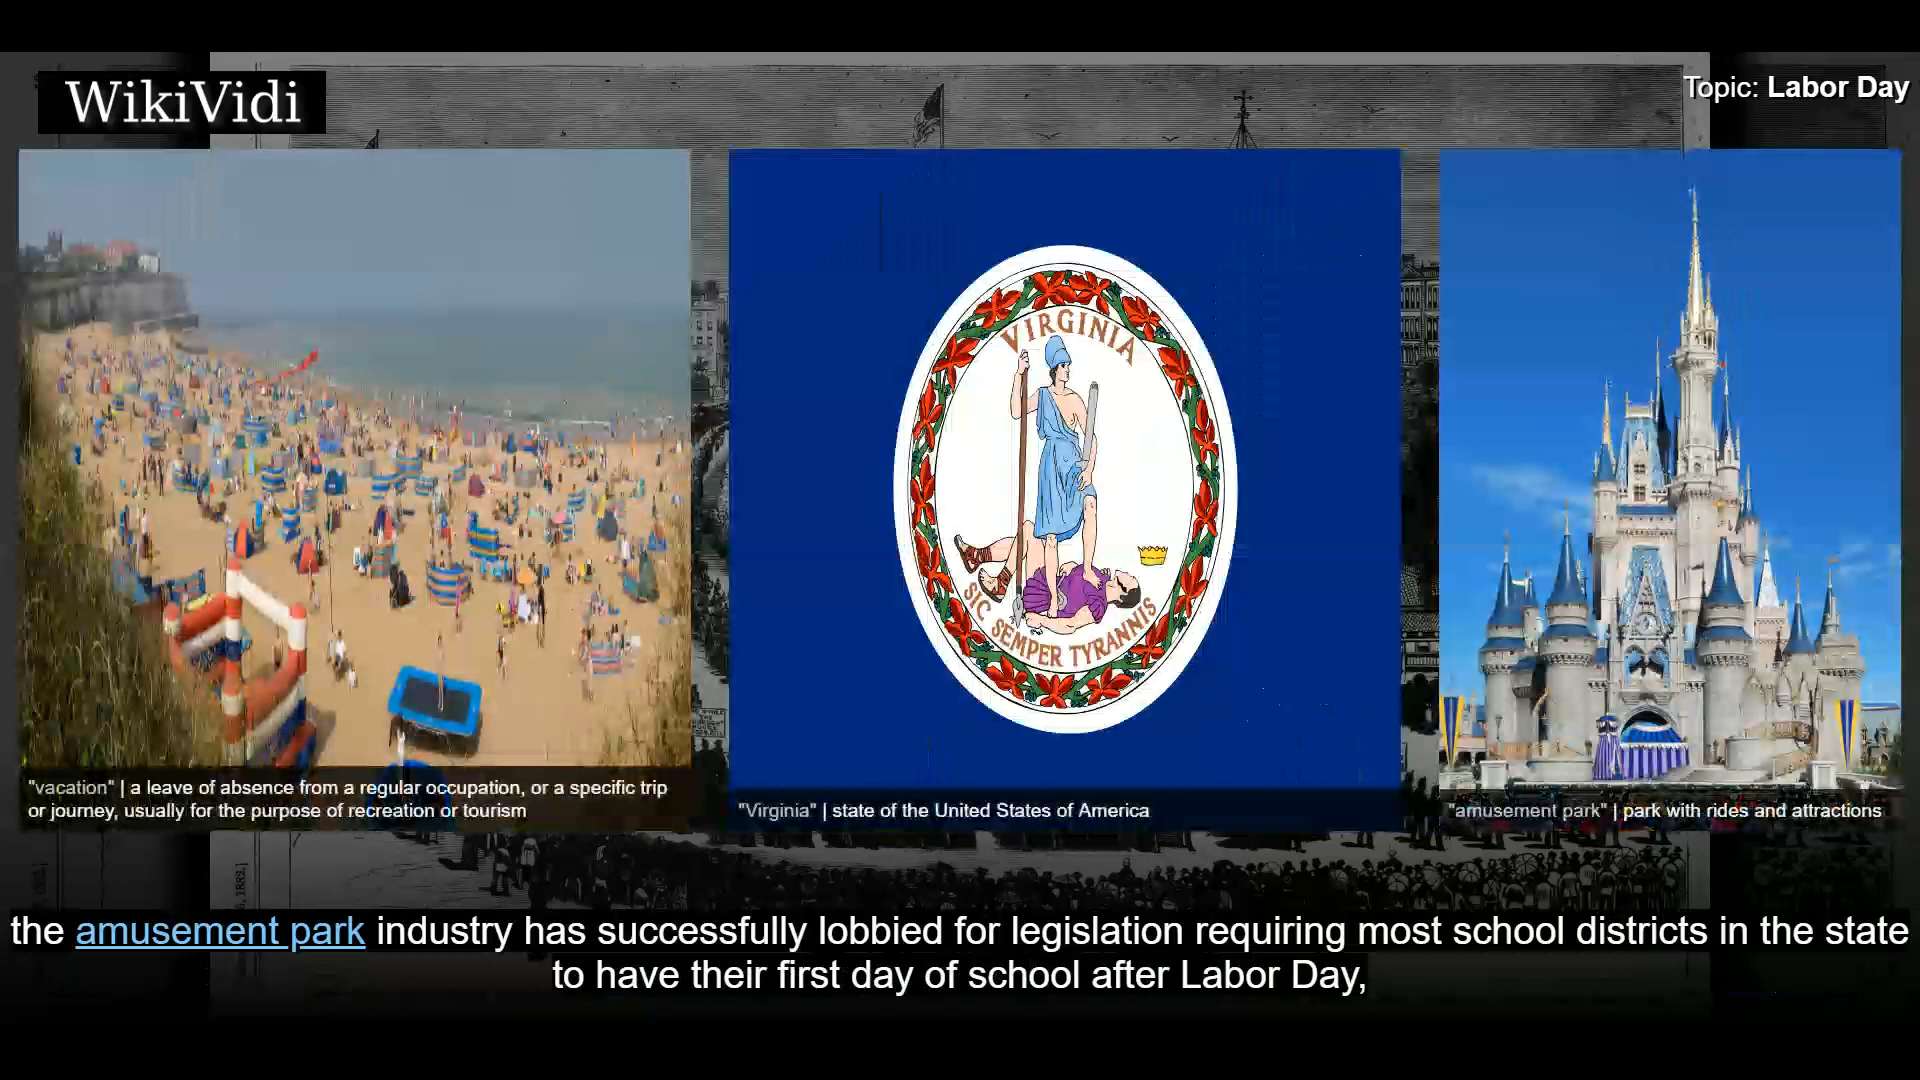 WikiVidi
Topic: Labor Day
VIRGINIA
SIC SEMPER TYRANNIS
"vacation" | a leave of absence from a regular occupation, or a specific trip
or journey, usually for the purpose of recreation or tourism
"Virginia" | state of the United States of America
"amusement park" | park with rides and attractions
the amusement park industry has successfully lobbied for legislation requiring most school districts in the state
to have their first day of school after Labor Day,